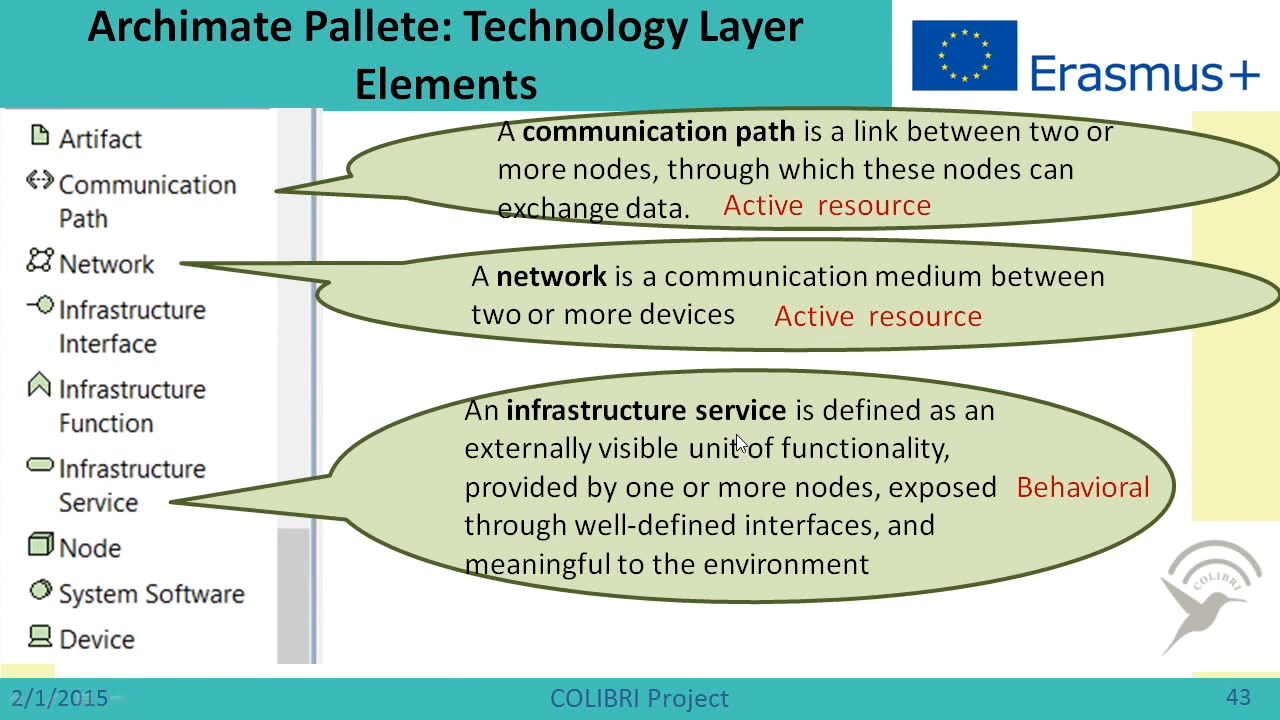 Archimate Pallete: Technology Layer
Elements
Erasmus+
Artifact
Communication
Path
Network
Infrastructure
Interface
Infrastructure
Function
Infrastructure
Service
Node
System Software
Device
A communication path is a link between two or
more nodes, through which these nodes can
exchange data. Active resource
A network is a communication medium between
two or more devices Active resource
An infrastructure service is defined as an
externally visible unit of functionality,
provided by one or more nodes, exposed Behavioral
through well-defined interfaces, and
meaningful to the environment
COLIBRI
2/1/2015
COLIBRI Project
43